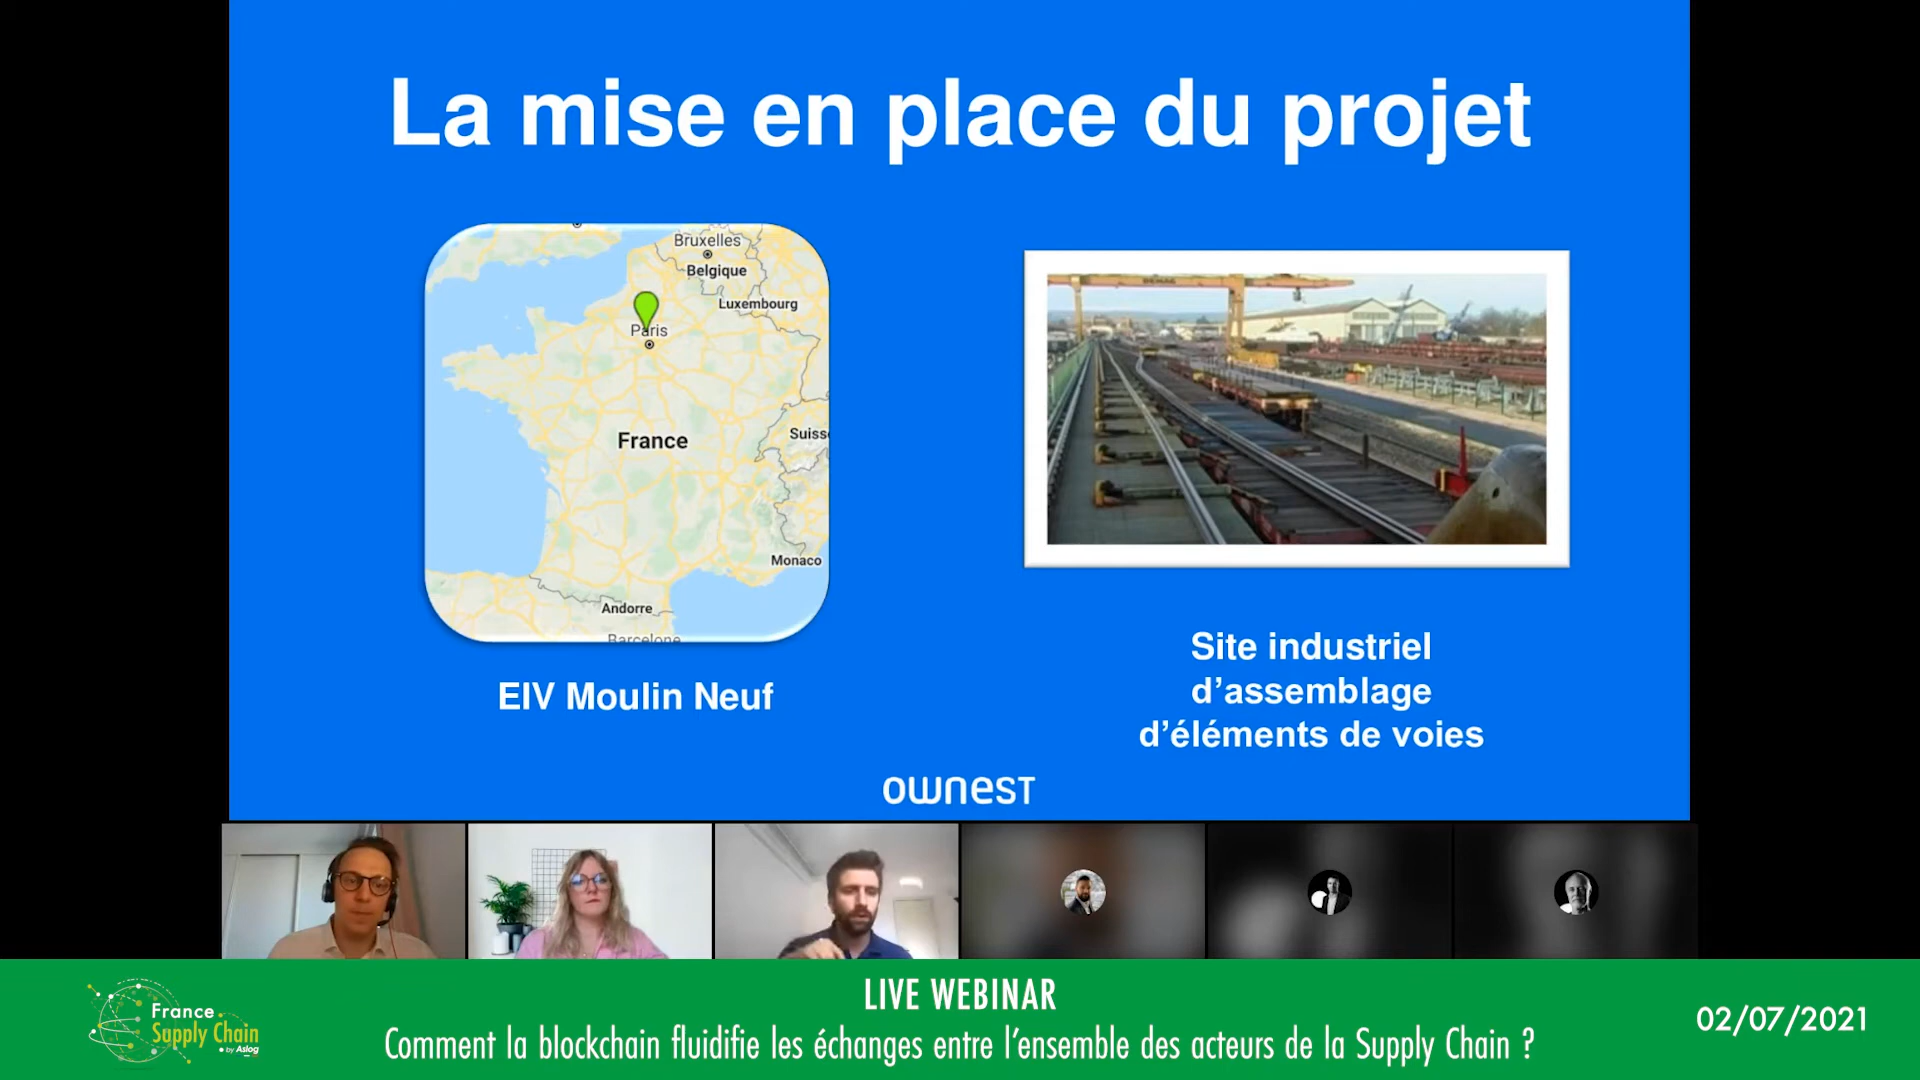 La mise en place du projet
Bruxelles
Belgique
Luxembourg
Paris
France
Suisse
Monaco
Andorre
Barcelone
DEMAG
EIV Moulin Neuf
Site industriel
d’assemblage
d’éléments de voies
OWNEST
LIVE WEBINAR
Comment la blockchain fluidifie les échanges entre l’ensemble des acteurs de la Supply Chain ?
France
Supply Chain
by Aslog
02/07/2021